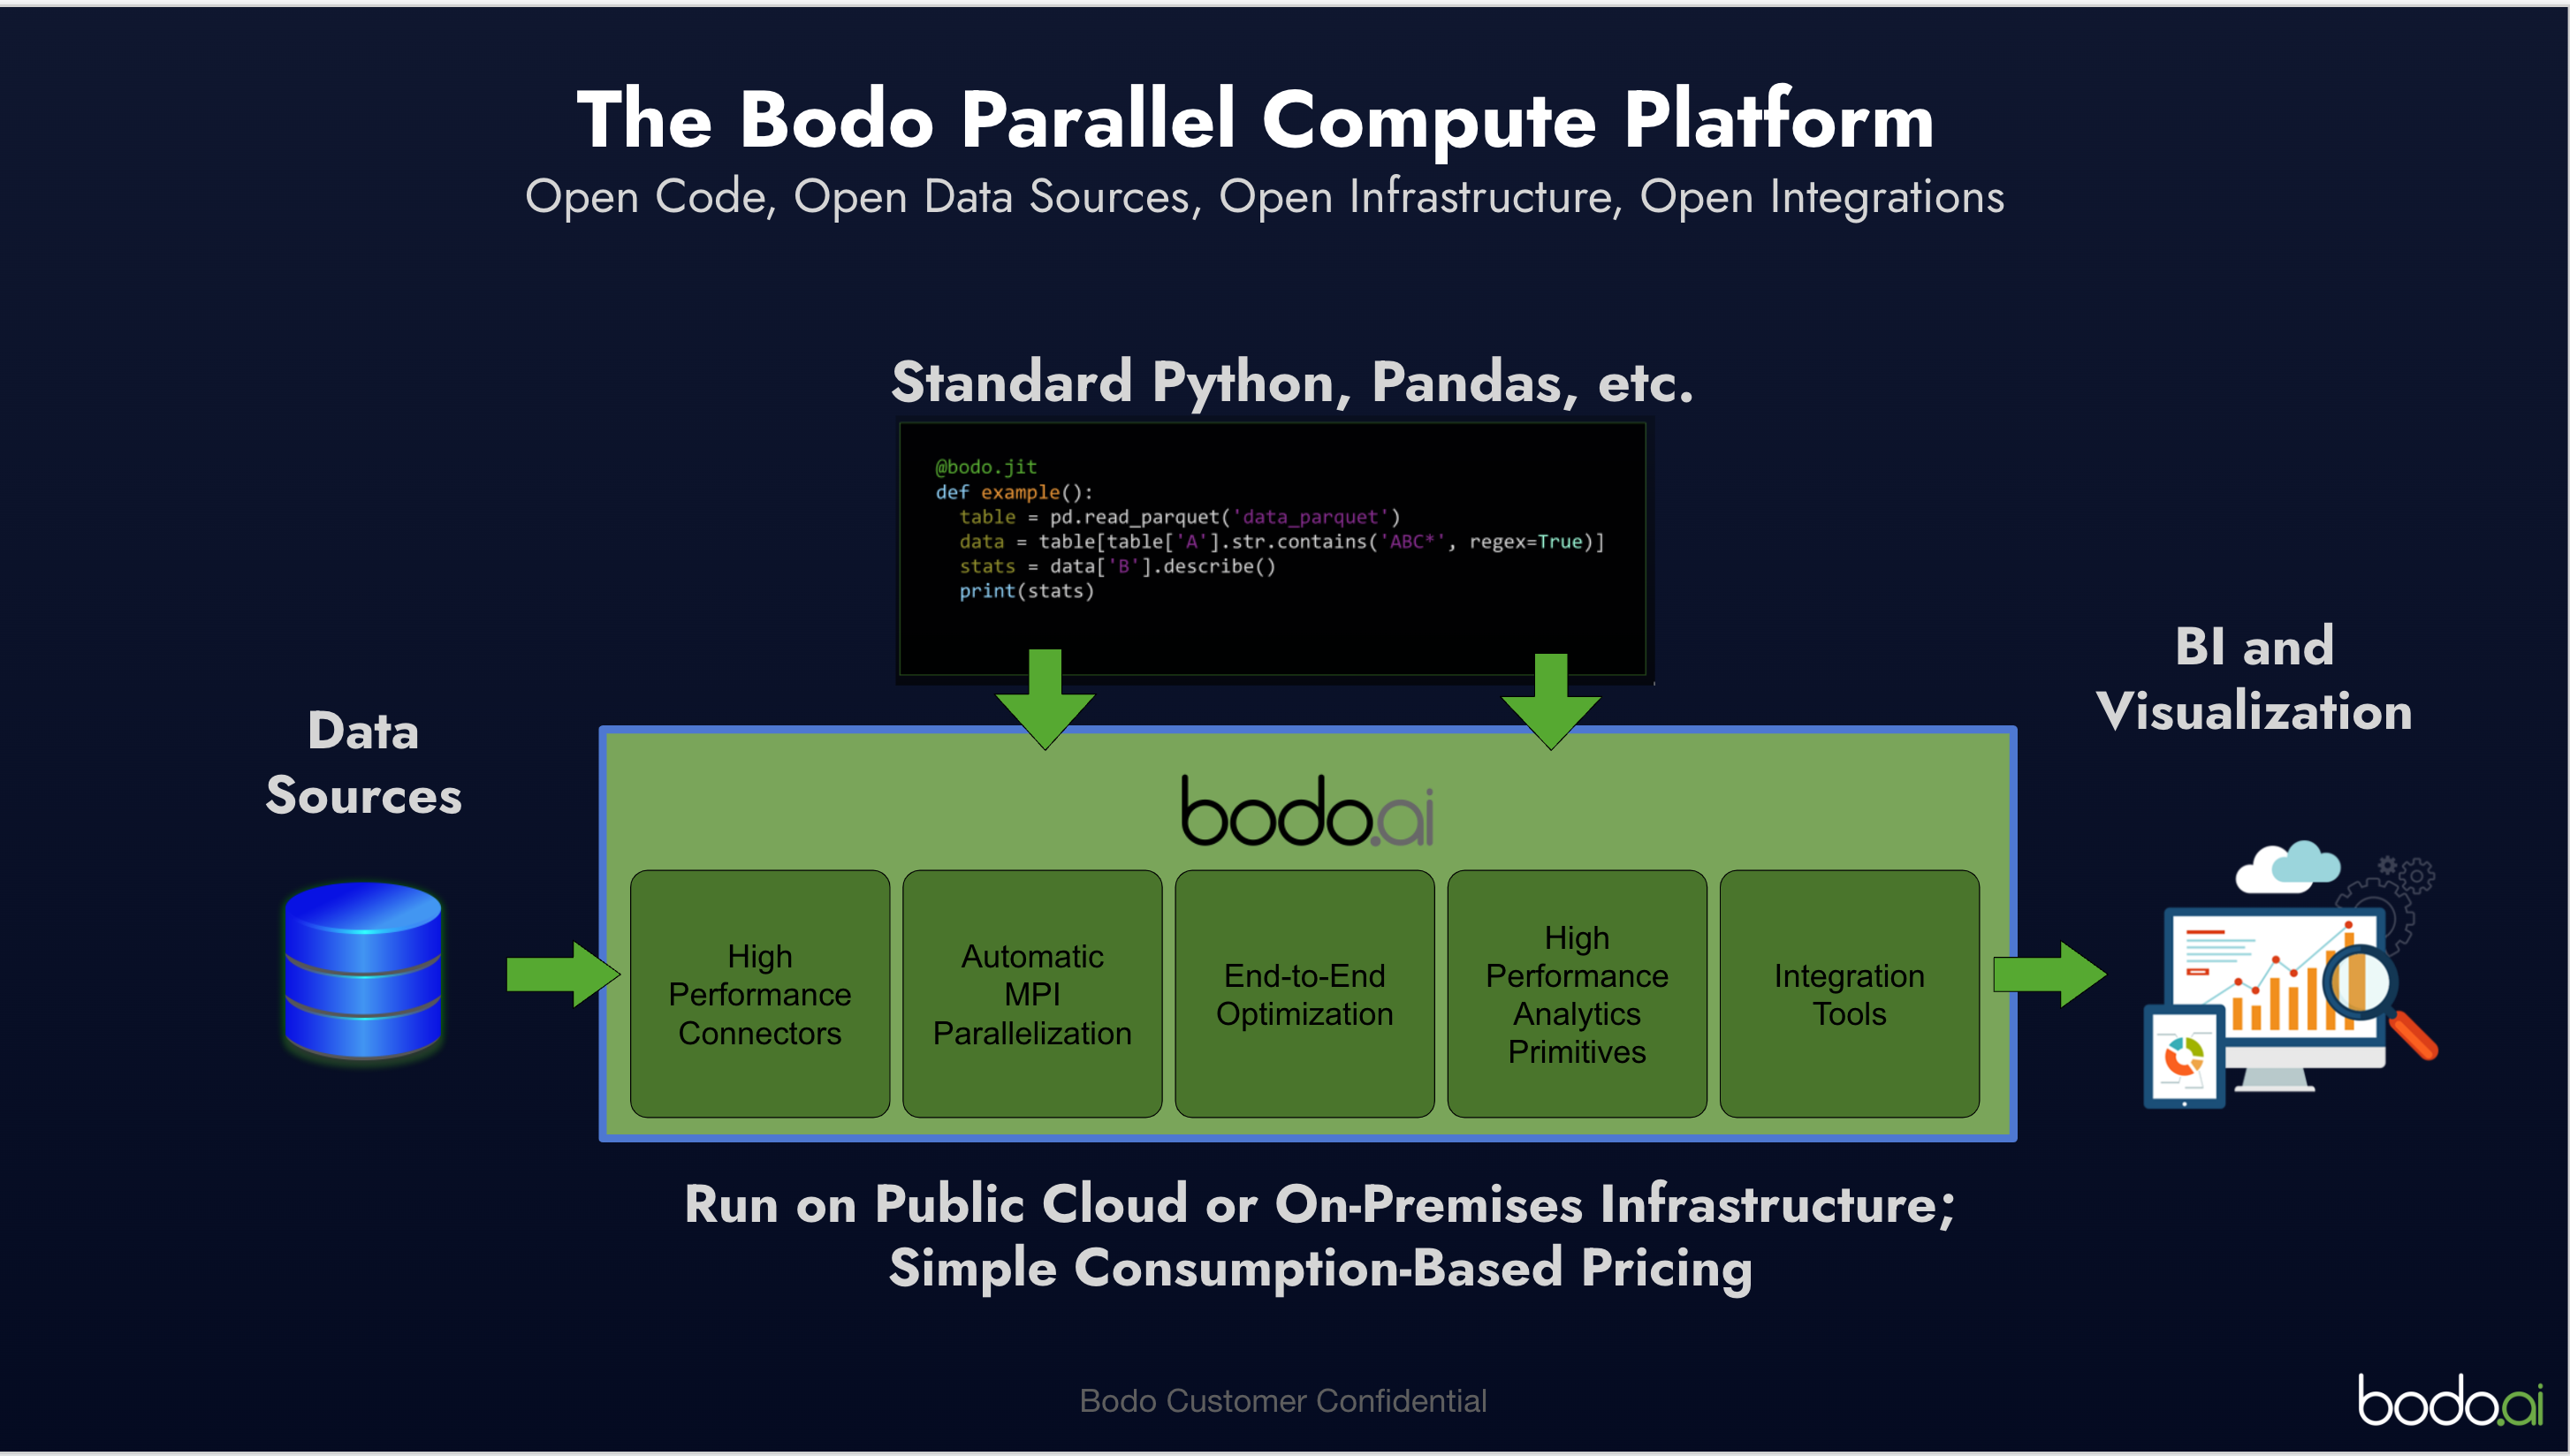 The Bodo Parallel Compute Platform
Open Code, Open Data Sources, Open Infrastructure, Open Integrations
Standard Python, Pandas, etc.
@bodo.jit
def example():
  table = pd.read_parquet('data_parquet')
  data = table[table['A'].str.contains('ABC*', regex=True)]
  stats = data['B'].describe()
  print(stats)
Data
Sources
bodo.ai
High
Performance
Connectors
Automatic
MPI
Parallelization
End-to-End
Optimization
High
Performance
Analytics
Primitives
Integration
Tools
BI and
Visualization
Run on Public Cloud or On-Premises Infrastructure;
Simple Consumption-Based Pricing
Bodo Customer Confidential
bodo.ai